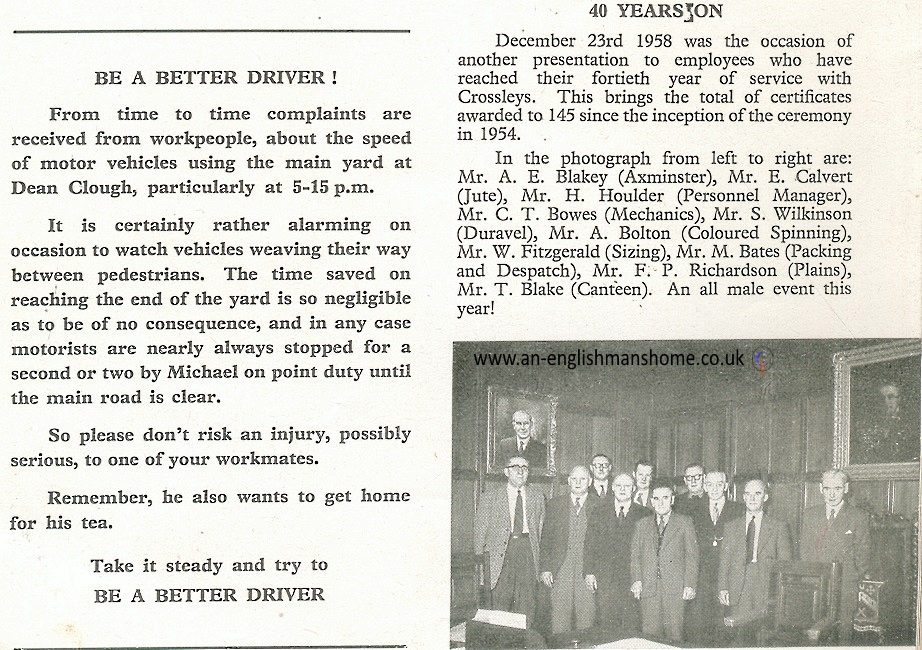 BE A BETTER DRIVER !
From time to time complaints are
received from workpeople, about the speed
of motor vehicles using the main yard at
Dean Clough, particularly at 5-15 p.m.
It is certainly rather alarming on
occasion to watch vehicles weaving their way
between pedestrians. The time saved on
reaching the end of the yard is so negligible
as to be of no consequence, and in any case
motorists are nearly always stopped for a
second or two by Michael on point duty until
the main road is clear.
So please don't risk an injury, possibly
serious, to one of your workmates.
Remember, he also wants to get home
for his tea.
Take it steady and try to
BE A BETTER DRIVER
40 YEARS ON
December 23rd 1958 was the occasion of
another presentation to employees who have
reached their fortieth year of service with
Crossleys. This brings the total of certificates
awarded to 145 since the inception of the ceremony
in 1954.
In the photograph from left to right are:
Mr. A. E. Blakey (Axminster), Mr. E. Calvert
(Jute), Mr. H. Houlder (Personnel Manager),
Mr. C. T. Bowes (Mechanics), Mr. S. Wilkinson
(Duravel), Mr. A. Bolton (Coloured Spinning),
Mr. W. Fitzgerald (Sizing), Mr. M. Bates (Packing
and Despatch), Mr. F. P. Richardson (Plains),
Mr. T. Blake (Canteen). An all male event this
year!
www.an-englishmanshome.co.uk